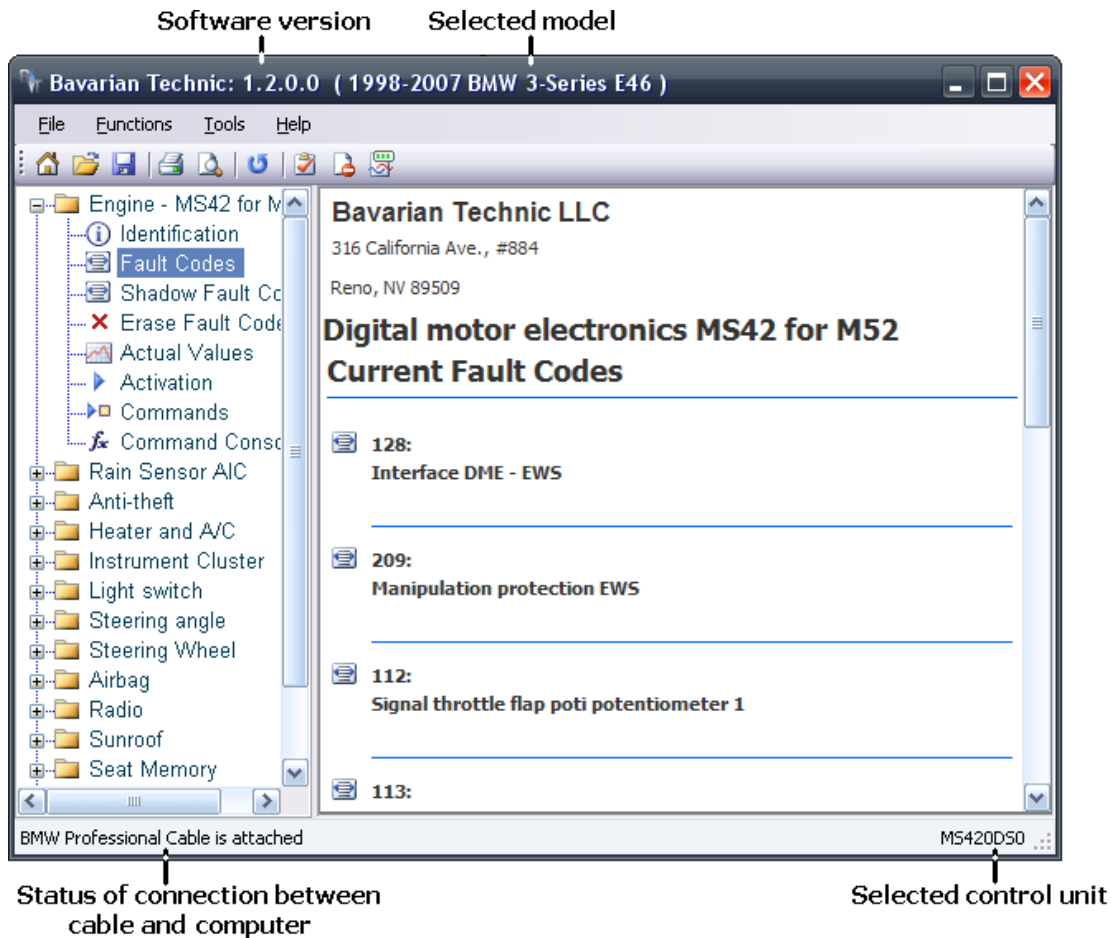 Software version Selected model
Bavarian Technic: 1.2.0.0 ( 1998-2007 BMW 3-Series E46 )
File Functions Tools Help
Engine - MS42 for M
Identification
Fault Codes
Shadow Fault Co
Erase Fault Code
Actual Values
Activation
Commands
Command Conso
Rain Sensor AIC
Anti-theft
Heater and A/C
Instrument Cluster
Light switch
Steering angle
Steering Wheel
Airbag
Radio
Sunroof
Seat Memory
Bavarian Technic LLC
316 California Ave., #884
Reno, NV 89509
Digital motor electronics MS42 for M52
Current Fault Codes
128:
Interface DME - EWS
209:
Manipulation protection EWS
112:
Signal throttle flap poti potentiometer 1
113:
BMW Professional Cable is attached MS420DS0
Status of connection between
cable and computer
Selected control unit